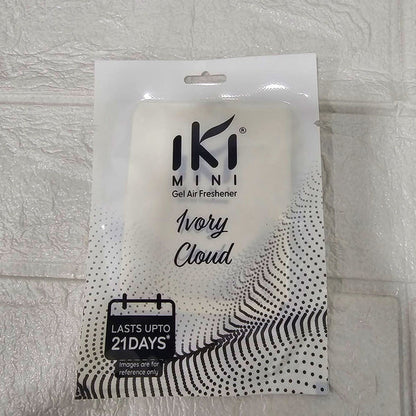 iKi®
MINI
Gel Air Freshener
Ivory
Cloud
LASTS UPTO
21DAYS*
Images are for
reference only